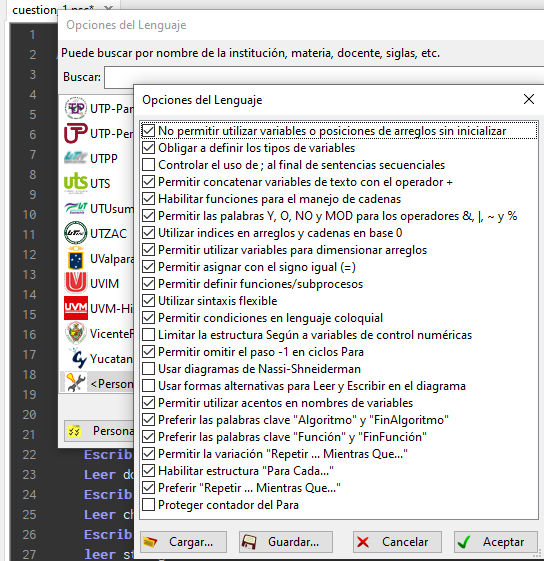 cuestion_1.psc*
Opciones del Lenguaje
Puede buscar por nombre de la institución, materia, docente, siglas, etc.
Buscar:
UTP-Par
UTP-Per
UTPP
UTS
UTUsum
UTZAC
UValpara
UVIM
UVM-Hi
VicenteF
Yucatan
<Person
Persona
Opciones del Lenguaje
No permitir utilizar variables o posiciones de arreglos sin inicializar
Obligar a definir los tipos de variables
Controlar el uso de ; al final de sentencias secuenciales
Permitir concatenar variables de texto con el operador +
Habilitar funciones para el manejo de cadenas
Permitir las palabras Y, O, NO y MOD para los operadores &, |, ~ y %
Utilizar indices en arreglos y cadenas en base 0
Permitir utilizar variables para dimensionar arreglos
Permitir asignar con el signo igual (=)
Permitir definir funciones/subprocesos
Utilizar sintaxis flexible
Permitir condiciones en lenguaje coloquial
Limitar la estructura Según a variables de control numéricas
Permitir omitir el paso -1 en ciclos Para
Usar diagramas de Nassi-Shneiderman
Usar formas alternativas para Leer y Escribir en el diagrama
Permitir utilizar acentos en nombres de variables
Preferir las palabras clave "Algoritmo" y "FinAlgoritmo"
Preferir las palabras clave "Función" y "FinFunción"
Permitir la variación "Repetir ... Mientras Que..."
Habilitar estructura "Para Cada..."
Preferir "Repetir ... Mientras Que..."
Proteger contador del Para
Cargar... Guardar... Cancelar Aceptar
1
2
3
4
5
6
7
8
9
10
11
12
13
14
15
16
17
18
19
20
21
22 Escrib
23 Leer do
24 Escrib
25 Leer ch
26 Escrib
27 leer st